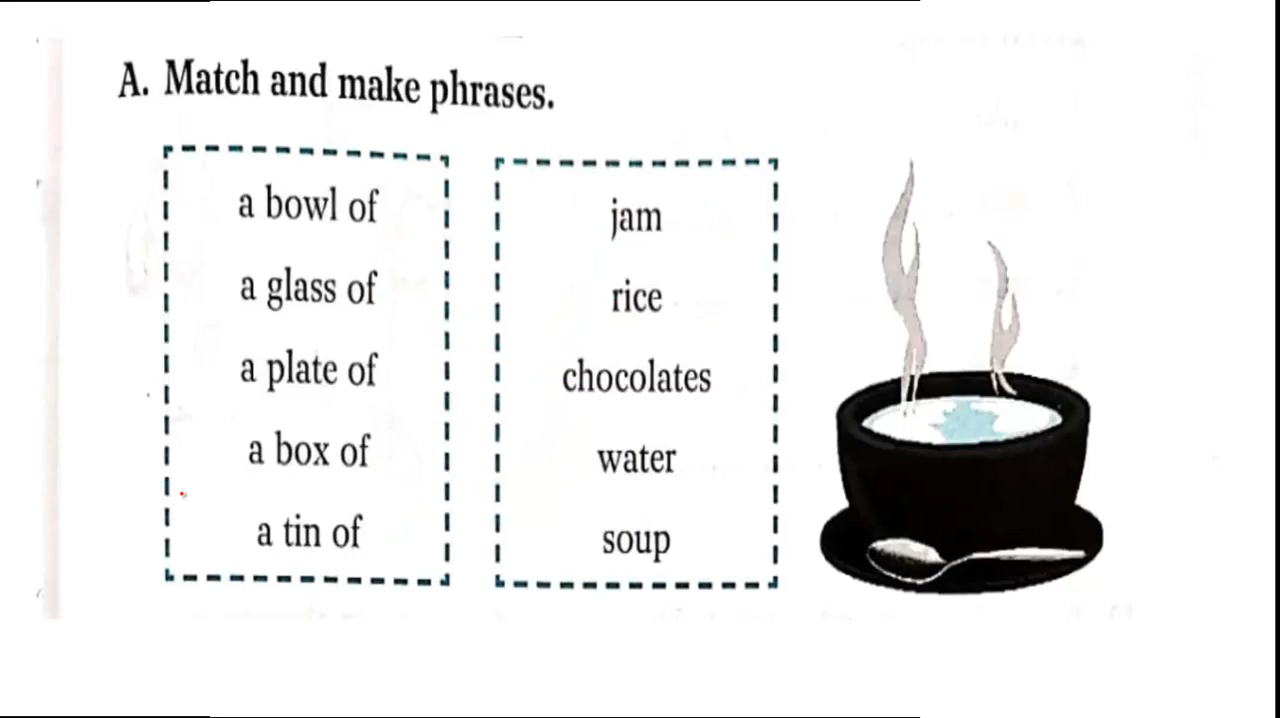 A. Match and make phrases.
a bowl of
a glass of
a plate of
a box of
a tin of
jam
rice
chocolates
water
soup